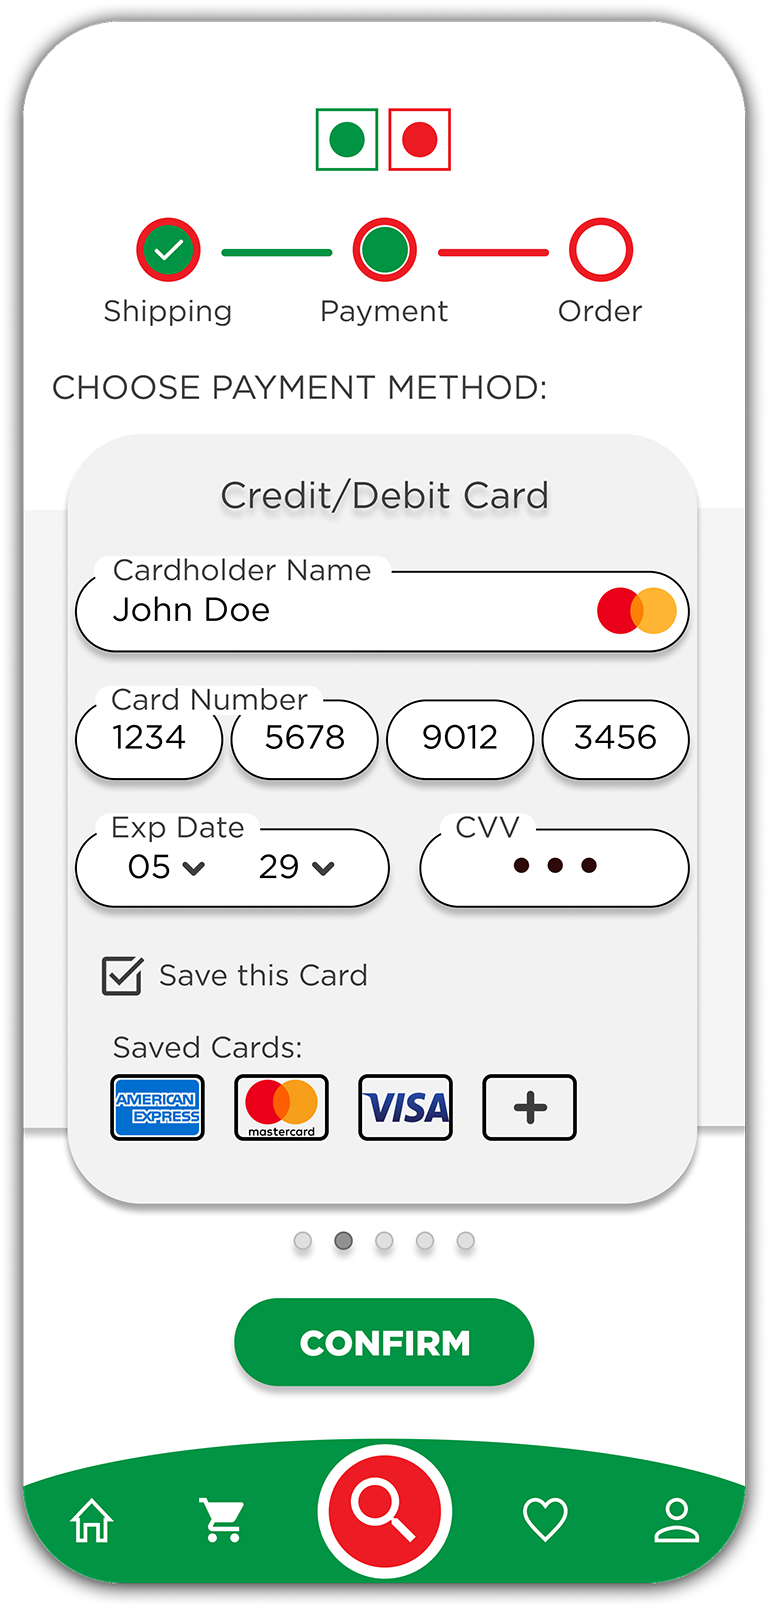 Shipping Payment Order
CHOOSE PAYMENT METHOD:
Credit/Debit Card
Cardholder Name
John Doe
Card Number
1234 5678 9012 3456
Exp Date CVV
05 29
Save this Card
Saved Cards:
AMERICAN
EXPRESS
mastercard
VISA
CONFIRM